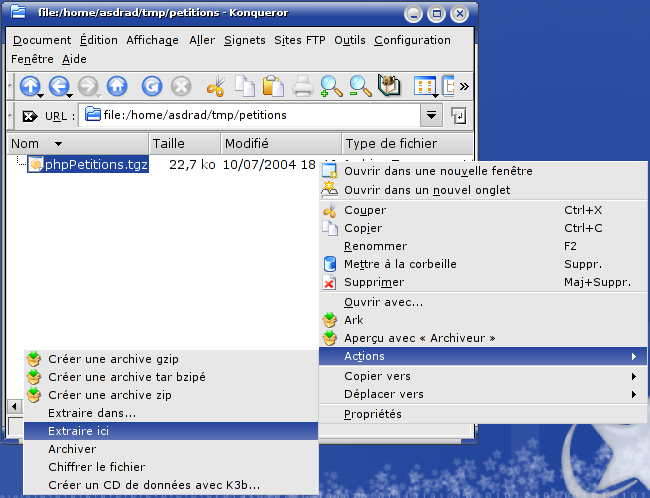 file:/home/asdrad/tmp/petitions - Konqueror
Document Édition Affichage Aller Signets Sites FTP Outils Configuration
Fenêtre Aide
URL : file:/home/asdrad/tmp/petitions
Nom Taille Modifié Type de fichier
phpPetitions.tgz 22,7 ko 10/07/2004 18
Ouvrir dans une nouvelle fenêtre
Ouvrir dans un nouvel onglet
Couper Ctrl+X
Copier Ctrl+C
Renommer F2
Mettre à la corbeille Suppr.
Supprimer Maj+Suppr.
Ouvrir avec...
Ark
Aperçu avec « Archiveur »
Actions
Copier vers
Déplacer vers
Propriétés
Créer une archive gzip
Créer une archive tar bzipé
Créer une archive zip
Extraire dans...
Extraire ici
Archiver
Chiffrer le fichier
Créer un CD de données avec K3b...